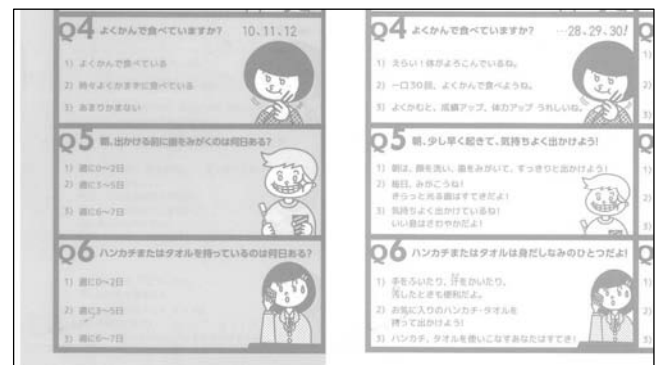 Q4 よくかんで食べていますか? 10、11、12
1) よくかんで食べている
2) 時々よくかまずに食べている
3) あまりかまない
Q5 朝、出かける前に歯をみがくのは何日ある?
1) 週に0〜2日
2) 週に3〜5日
3) 週に6〜7日
Q6 ハンカチまたはタオルを持っているのは何日ある?
1) 週に0〜2日
2) 週に3〜5日
3) 週に6〜7日
Q4 よくかんで食べていますか? …28、29、30!
1) えらい!体がよろこんでいるね。
2) 一口30回、よくかんで食べようね。
3) よくかむと、成績アップ、体力アップ うれしいね。
Q5 朝、少し早く起きて、気持ちよく出かけよう!
1) 朝は、顔を洗い、歯をみがいて、すっきりと出かけよう!
2) 毎日、みがこうね!
きらっと光る歯はすてきだよ!
3) 気持ちよく出かけているね!
いい息はさわやかだよ!
Q6 ハンカチまたはタオルは身だしなみのひとつだよ!
1) 手をふいたり、汗をかいたり、
汚したときも便利だよ。
2) お気に入りのハンカチ・タオルを
持って出かけよう!
3) ハンカチ、タオルを使いこなすあなたはすてき!
1)
2)
3)
1)
2)
3)
1)
2)
3)